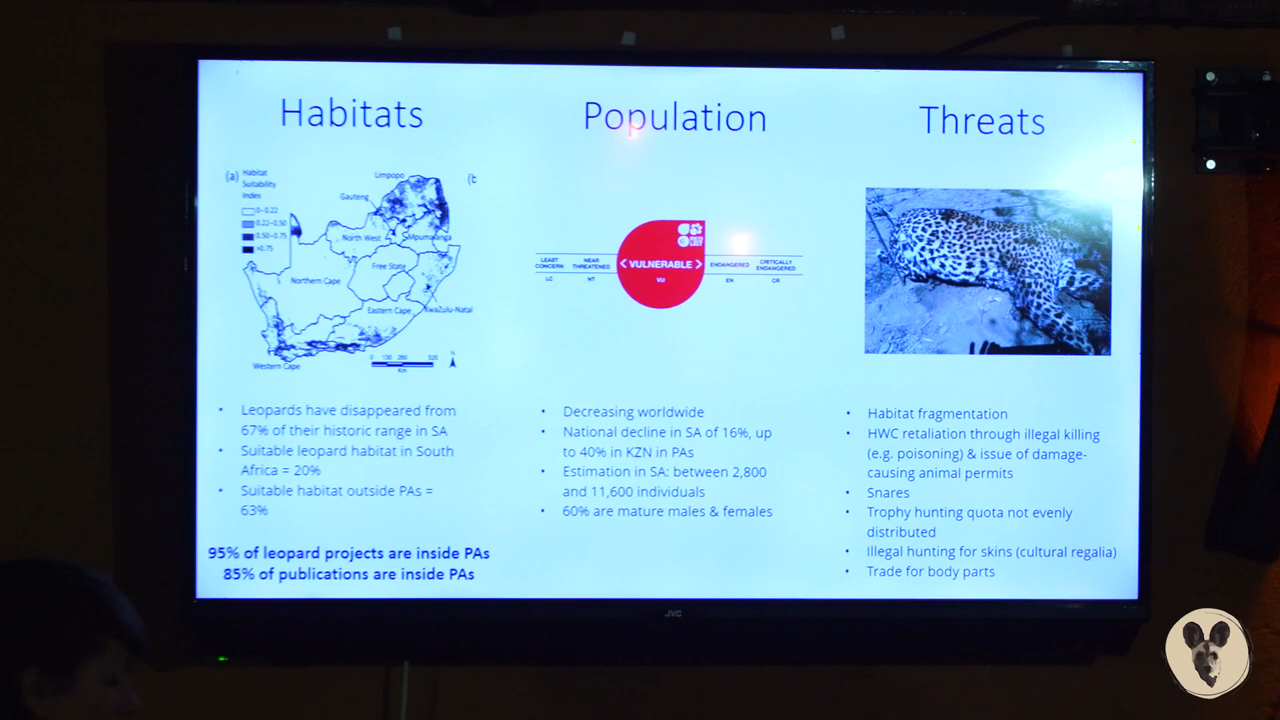 Habitats
Population
Threats
(a)
Habitat
Suitability
Index
0-0.22
0.22-0.50
0.50-0.75
>0.75
(b
Limpopo
Gauteng
North West
Mpumalanga
Free State
Northern Cape
KwaZulu-Natal
Eastern Cape
Western Cape
0 130 260 520
Km
N
LEAST
CONCERN
LC
NEAR
THREATENED
NT
< VULNERABLE >
VU
ENDANGERED
EN
CRITICALLY
ENDANGERED
CR
• Leopards have disappeared from
67% of their historic range in SA
• Suitable leopard habitat in South
Africa = 20%
• Suitable habitat outside PAs =
63%
95% of leopard projects are inside PAs
85% of publications are inside PAs
• Decreasing worldwide
• National decline in SA of 16%, up
to 40% in KZN in PAs
• Estimation in SA: between 2,800
and 11,600 individuals
• 60% are mature males & females
• Habitat fragmentation
• HWC retaliation through illegal killing
(e.g. poisoning) & issue of damage-
causing animal permits
• Snares
• Trophy hunting quota not evenly
distributed
• Illegal hunting for skins (cultural regalia)
• Trade for body parts
JVC